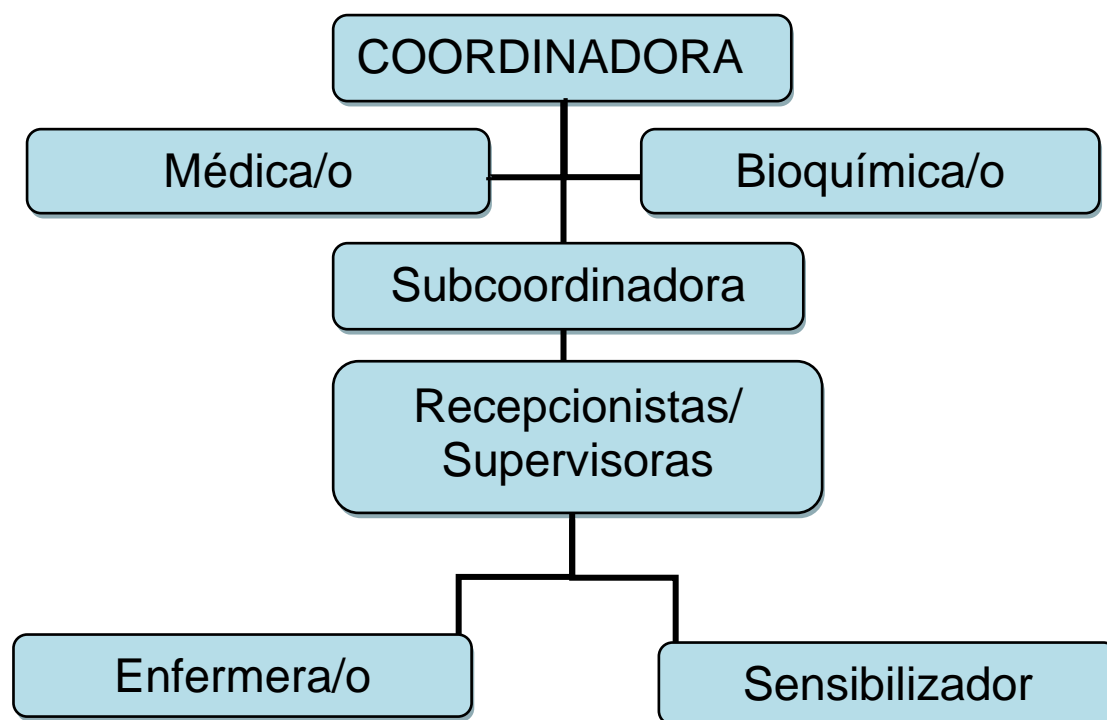 COORDINADORA
Médica/o
Bioquímica/o
Subcoordinadora
Recepcionistas/
Supervisoras
Enfermera/o
Sensibilizador